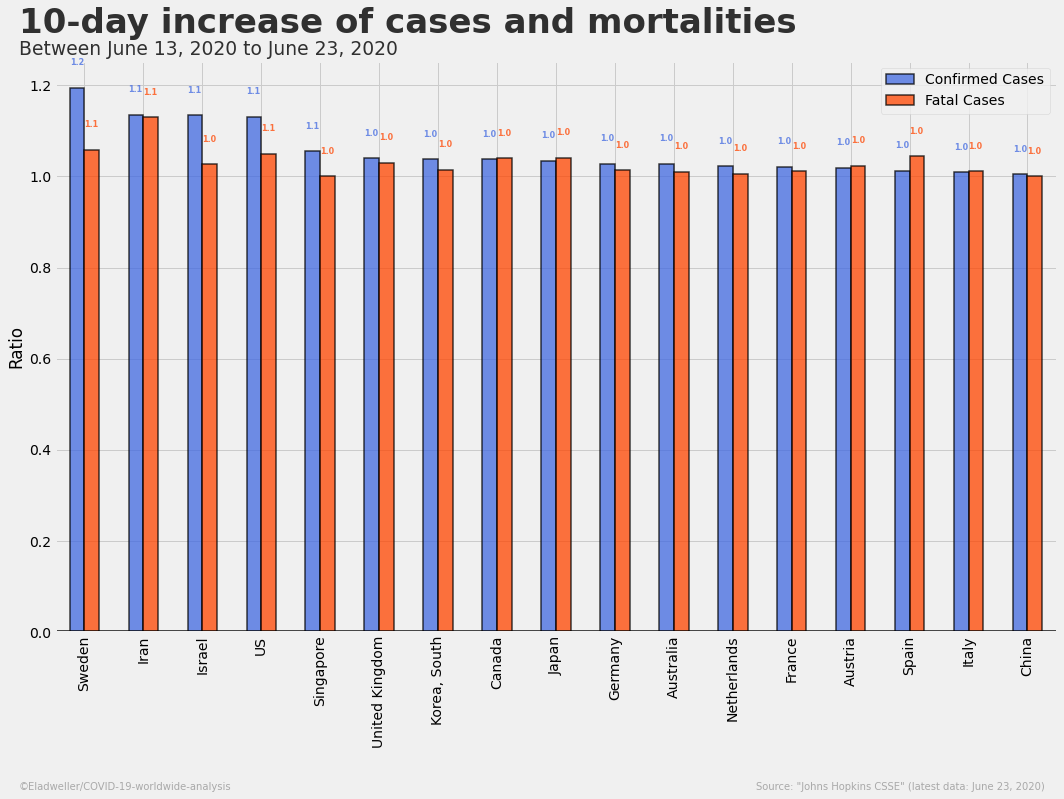 10-day increase of cases and mortalities
Between June 13, 2020 to June 23, 2020
Confirmed Cases
Fatal Cases
1.2 1.1 1.1 1.1 1.1 1.0 1.1 1.1 1.1 1.0 1.0 1.0 1.0 1.0 1.0 1.0 1.0 1.0 1.0 1.0 1.0 1.0 1.0 1.0 1.0 1.0 1.0 1.0 1.0 1.0 1.0 1.0 1.0 1.0
1.2
1.0
0.8
0.6
0.4
0.2
0.0
Ratio
Sweden
Iran
Israel
US
Singapore
United Kingdom
Korea, South
Canada
Japan
Germany
Australia
Netherlands
France
Austria
Spain
Italy
China
©Eladweller/COVID-19-worldwide-analysis
Source: "Johns Hopkins CSSE" (latest data: June 23, 2020)